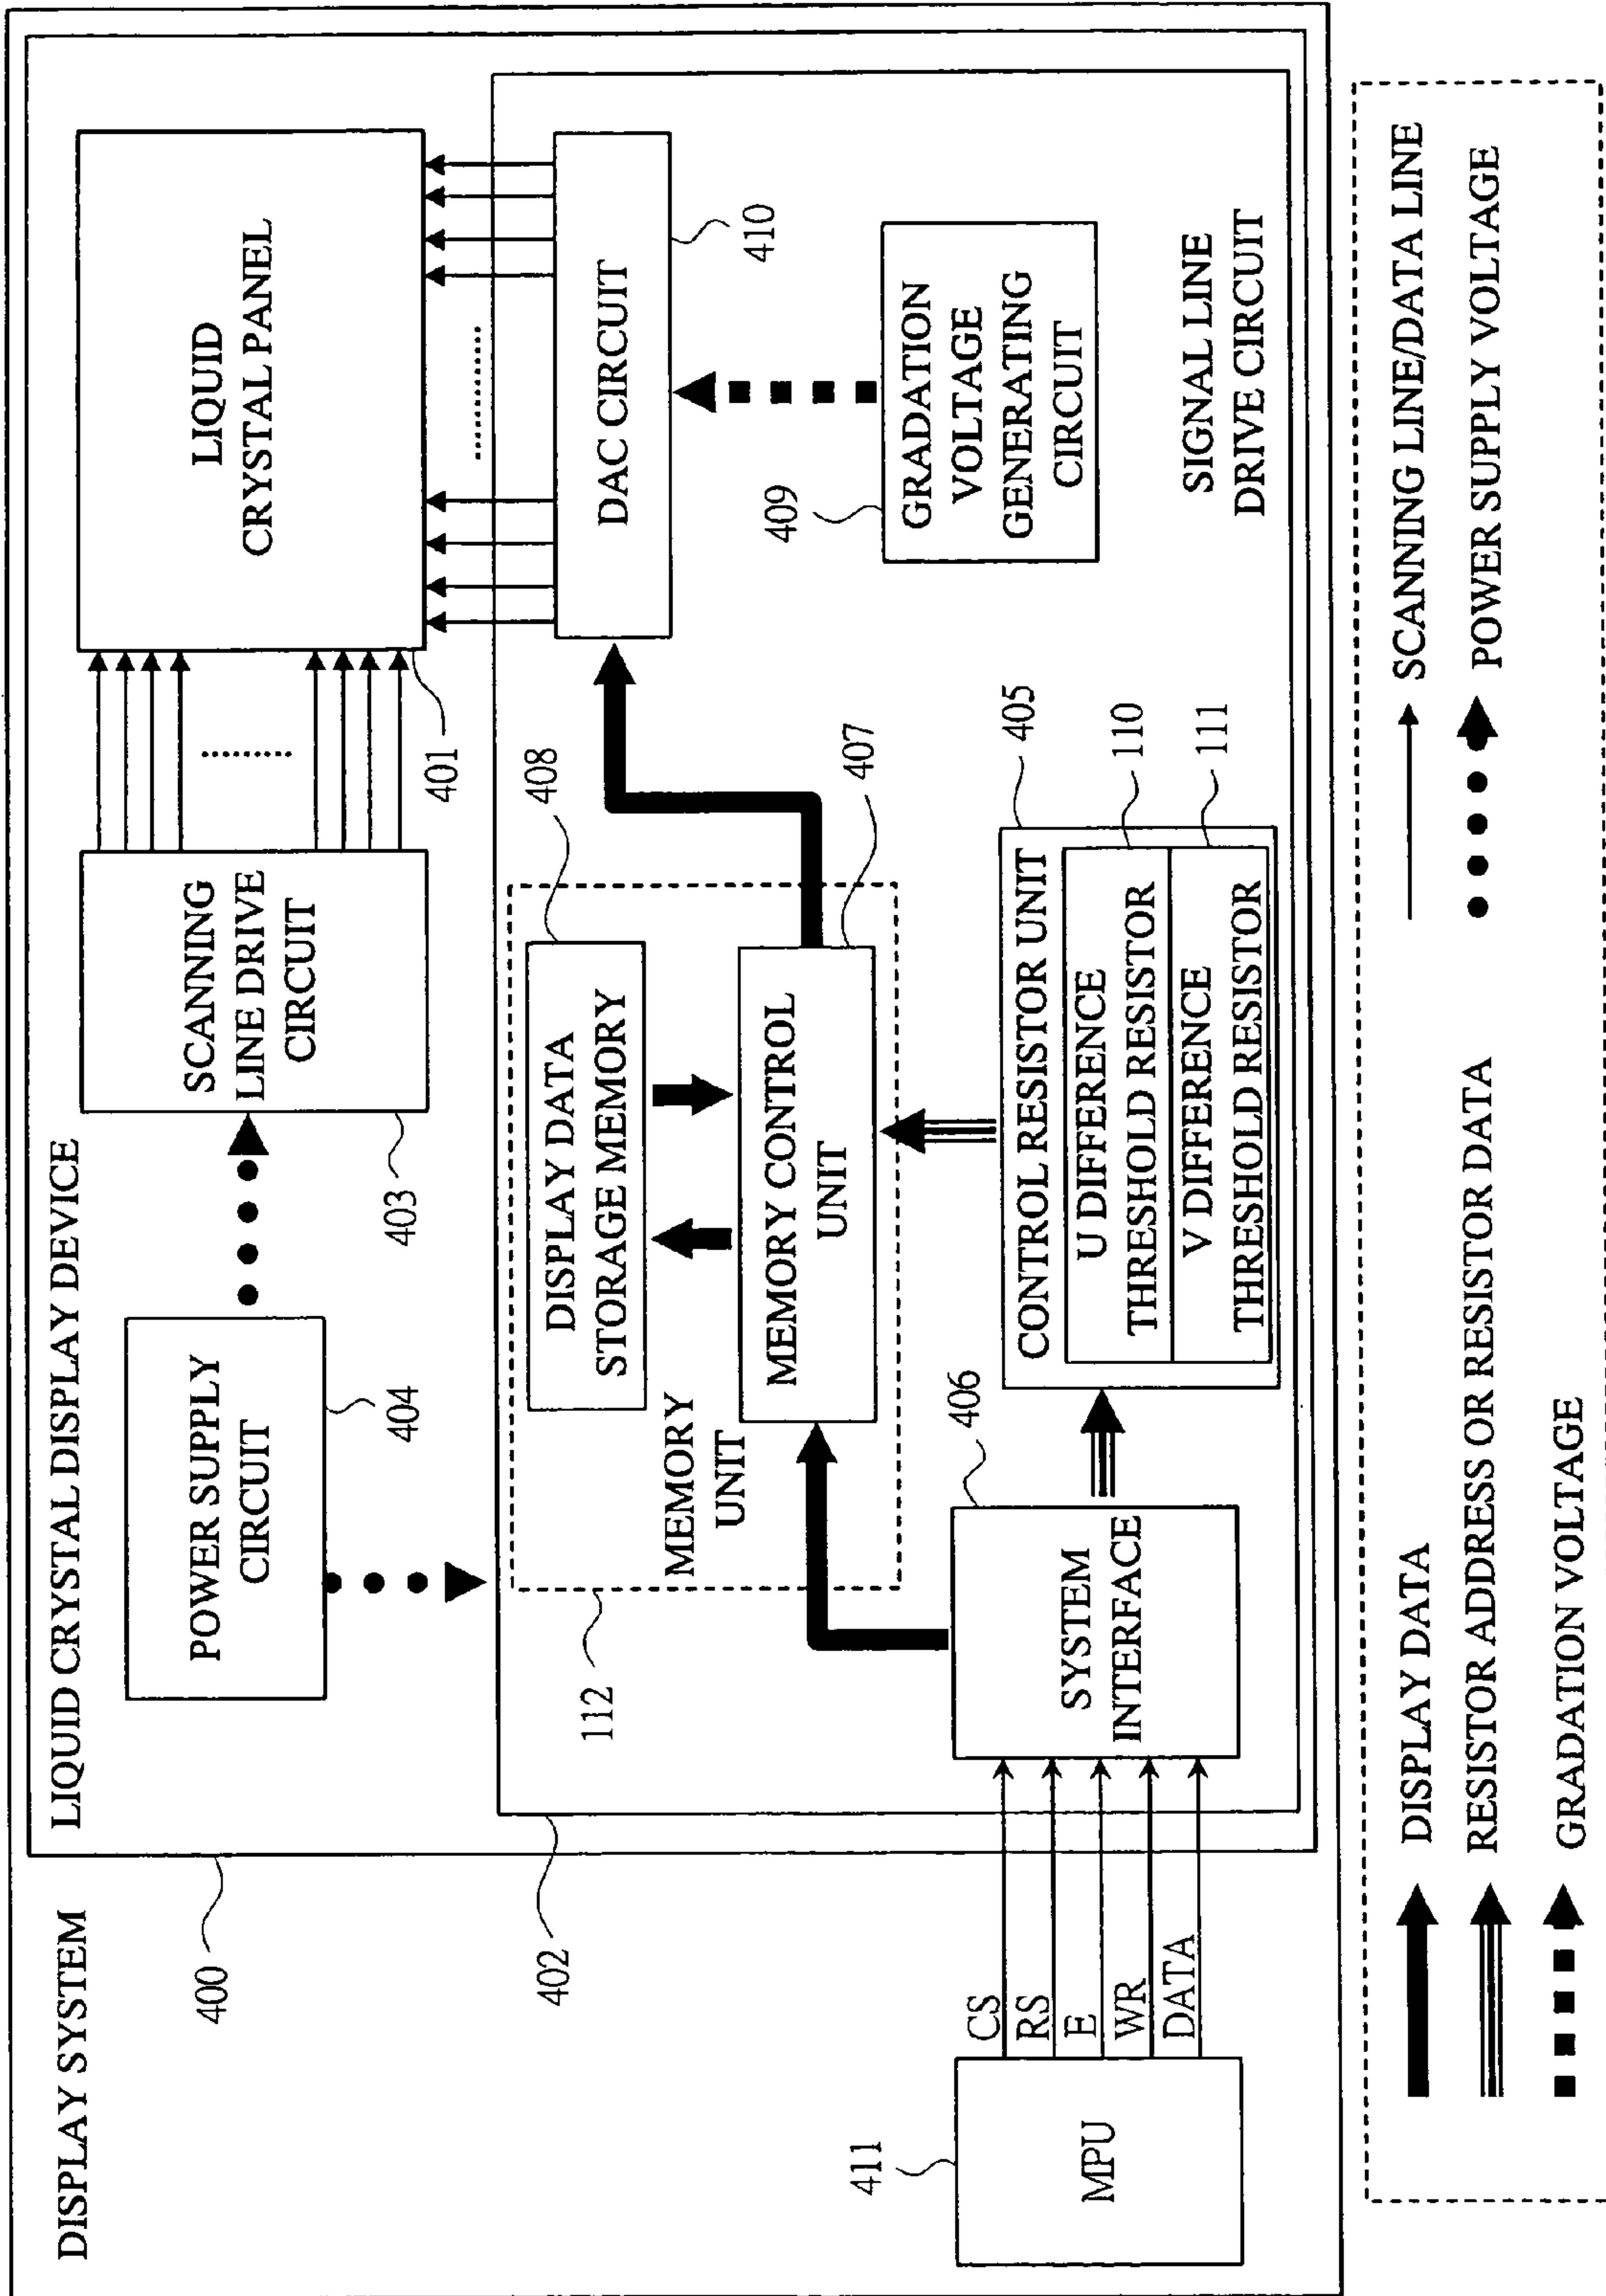 DISPLAY SYSTEM
400
LIQUID CRYSTAL DISPLAY DEVICE
POWER SUPPLY
CIRCUIT
404
SCANNING
LINE DRIVE
CIRCUIT
403
LIQUID
CRYSTAL PANEL
401
402
112
MEMORY
UNIT
DISPLAY DATA
STORAGE MEMORY
408
MEMORY CONTROL
UNIT
407
DAC CIRCUIT
410
409
GRADATION
VOLTAGE
GENERATING
CIRCUIT
SIGNAL LINE
DRIVE CIRCUIT
411
MPU
CS
RS
E
WR
DATA
SYSTEM
INTERFACE
406
CONTROL RESISTOR UNIT
405
U DIFFERENCE
THRESHOLD RESISTOR
110
V DIFFERENCE
THRESHOLD RESISTOR
111
DISPLAY DATA
RESISTOR ADDRESS OR RESISTOR DATA
GRADATION VOLTAGE
SCANNING LINE/DATA LINE
POWER SUPPLY VOLTAGE